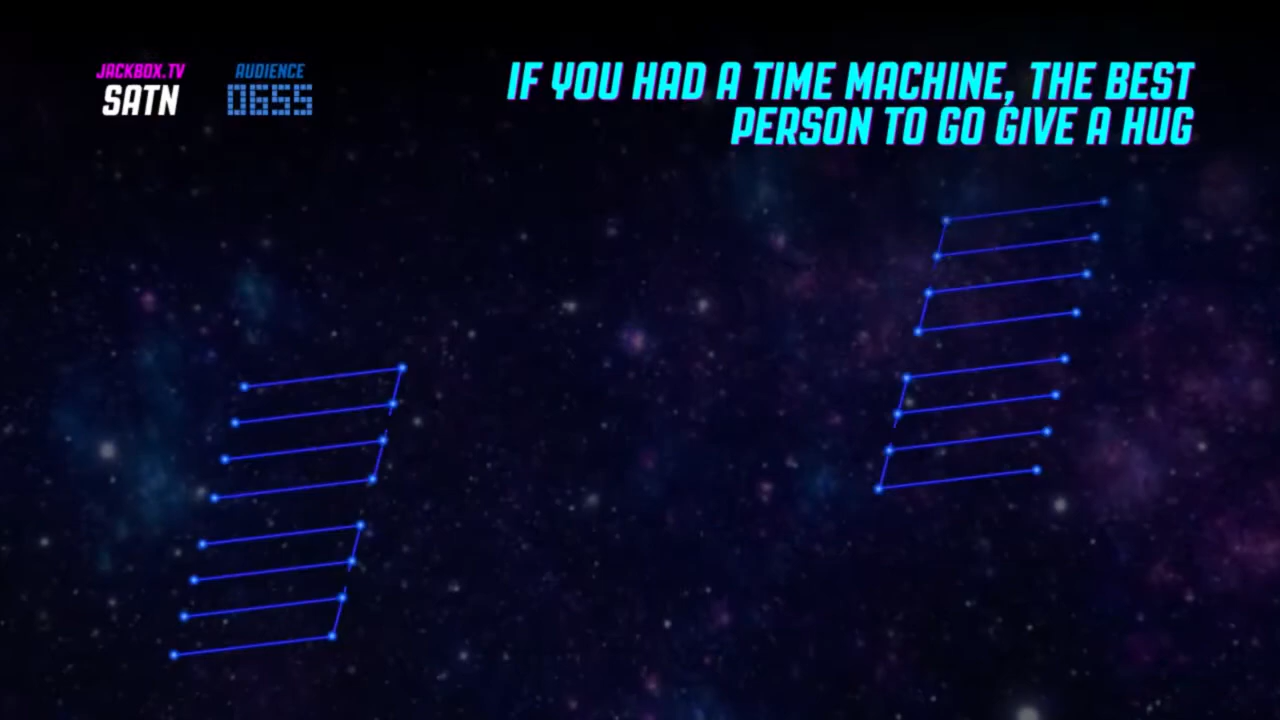 JACKBOX.TV
SATN
AUDIENCE
0655
IF YOU HAD A TIME MACHINE, THE BEST
PERSON TO GO GIVE A HUG